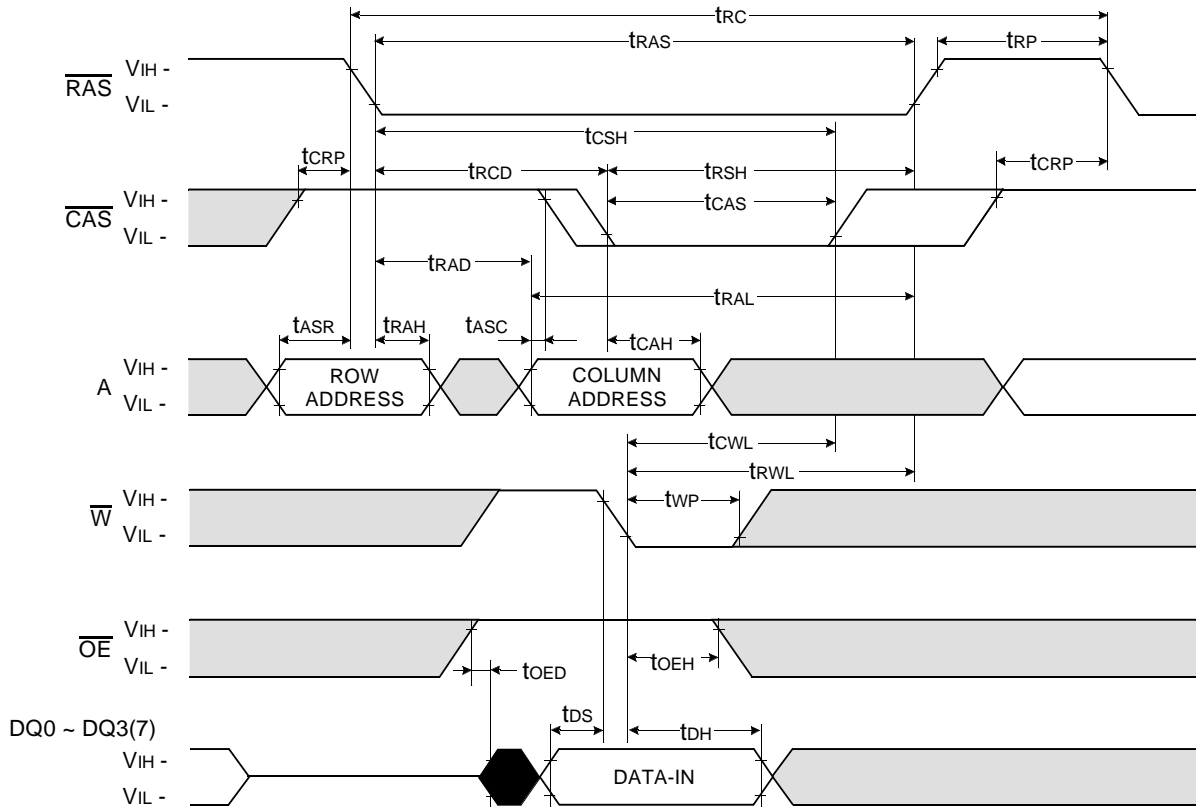 tRC
tRAS
tRP
RAS
VIH -
VIL -
tCSH
tCRP
tRCD
tRSH
tCRP
CAS
VIH -
VIL -
tCAS
tRAD
tRAL
tASR
tRAH
tASC
tCAH
A
VIH -
VIL -
ROW
ADDRESS
COLUMN
ADDRESS
tCWL
tRWL
W
VIH -
VIL -
tWP
OE
VIH -
VIL -
tOED
tOEH
DQ0 ~ DQ3(7)
tDS
tDH
VIH -
VIL -
DATA-IN